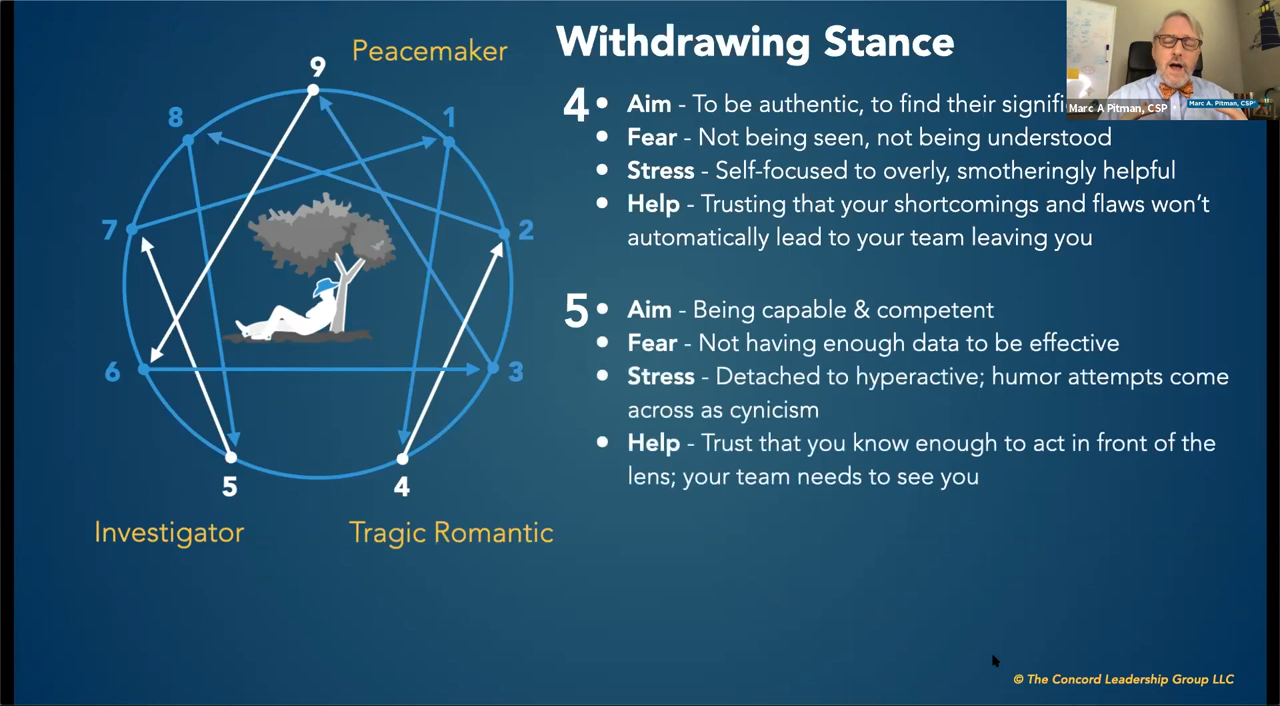 Peacemaker
9
8
1
7
2
6
3
5
4
Investigator
Tragic Romantic
Withdrawing Stance
4
• Aim - To be authentic, to find their
• Fear - Not being seen, not being understood
• Stress - Self-focused to overly, smotheringly helpful
• Help - Trusting that your shortcomings and flaws won't
automatically lead to your team leaving you
5
• Aim - Being capable & competent
• Fear - Not having enough data to be effective
• Stress - Detached to hyperactive; humor attempts come
across as cynicism
• Help - Trust that you know enough to act in front of the
lens; your team needs to see you
Marc A Pitman, CSP
Marc A. Pitman, CSP
© The Concord Leadership Group LLC